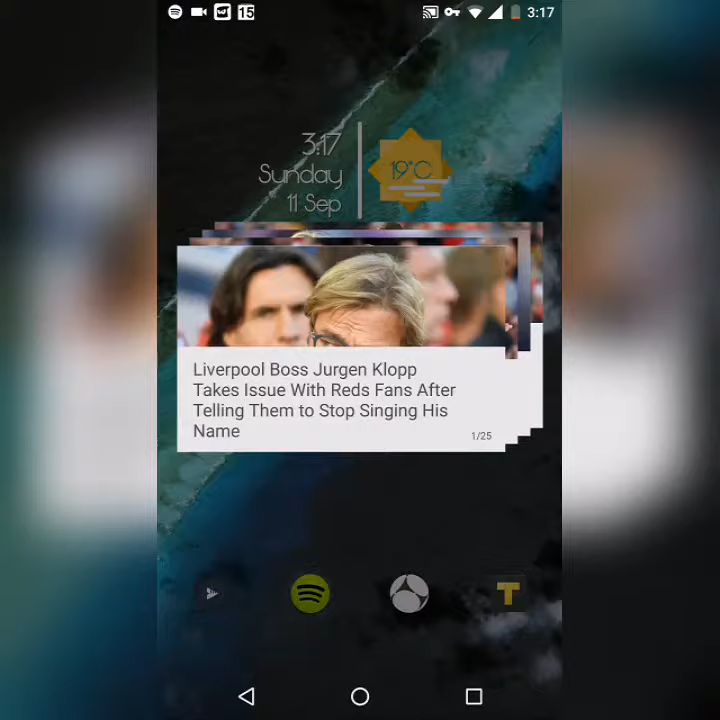 15
3:17
3:17
Sunday
11 Sep
19°C
Liverpool Boss Jurgen Klopp
Takes Issue With Reds Fans After
Telling Them to Stop Singing His
Name
1/25
T